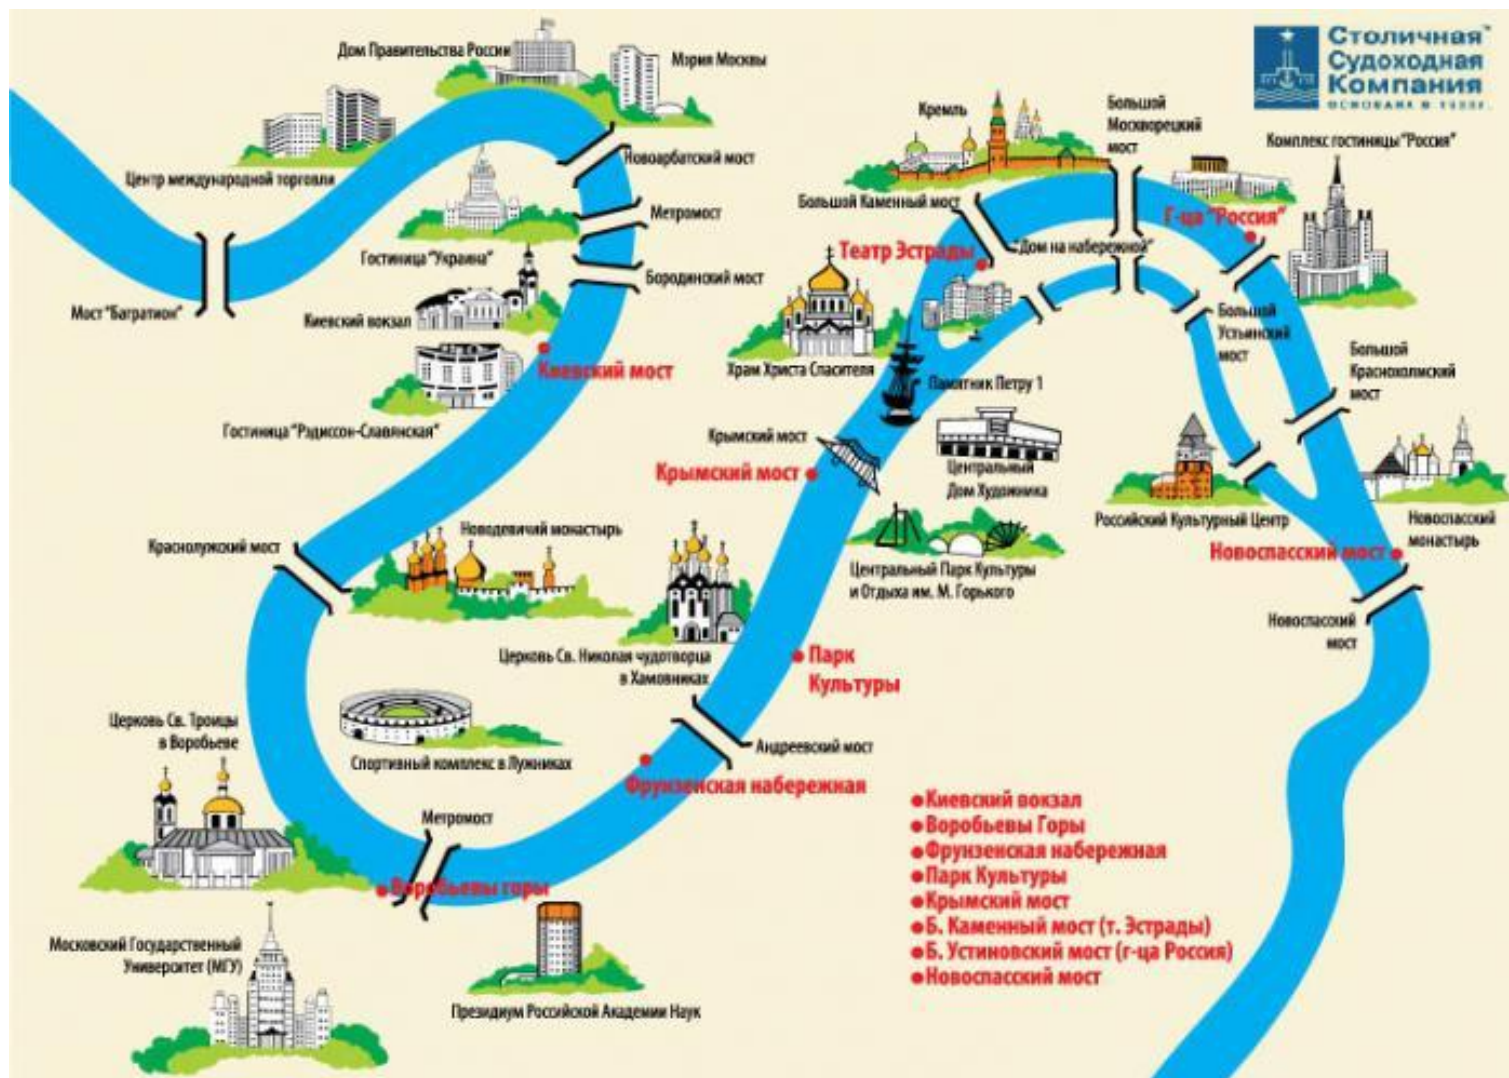 Столичная
Судоходная
Компания
Дом Правительства России
Мэрия Москвы
Центр международной торговли
Новоарбатский мост
Метромост
Гостиница "Украина"
Бородинский мост
Мост "Багратион"
Киевский вокзал
Киевский мост
Гостиница "Рэдиссон-Славянская"
Кремль
Большой
Москворецкий
мост
Комплекс гостиницы "Россия"
Большой Каменный мост
Г-ца "Россия"
Театр Эстрады
"Дом на набережной"
Большой
Устьинский
мост
Храм Христа Спасителя
Памятник Петру 1
Большой
Краснохолмский
мост
Крымский мост
Крымский мост
Центральный
Дом Художника
Российский Культурный Центр
Новоспасский
монастырь
Новоспасский мост
Новоспасский
мост
Центральный Парк Культуры
и Отдыха им. М. Горького
Краснолужский мост
Новодевичий монастырь
Церковь Св. Николая чудотворца
в Хамовниках
Парк
Культуры
Церковь Св. Троицы
в Воробьеве
Спортивный комплекс в Лужниках
Андреевский мост
Фрунзенская набережная
Метромост
Воробьевы горы
Московский Государственный
Университет (МГУ)
Президиум Российской Академии Наук
Киевский вокзал
Воробьевы Горы
Фрунзенская набережная
Парк Культуры
Крымский мост
Б. Каменный мост (т. Эстрады)
Б. Устиновский мост (г-ца Россия)
Новоспасский мост